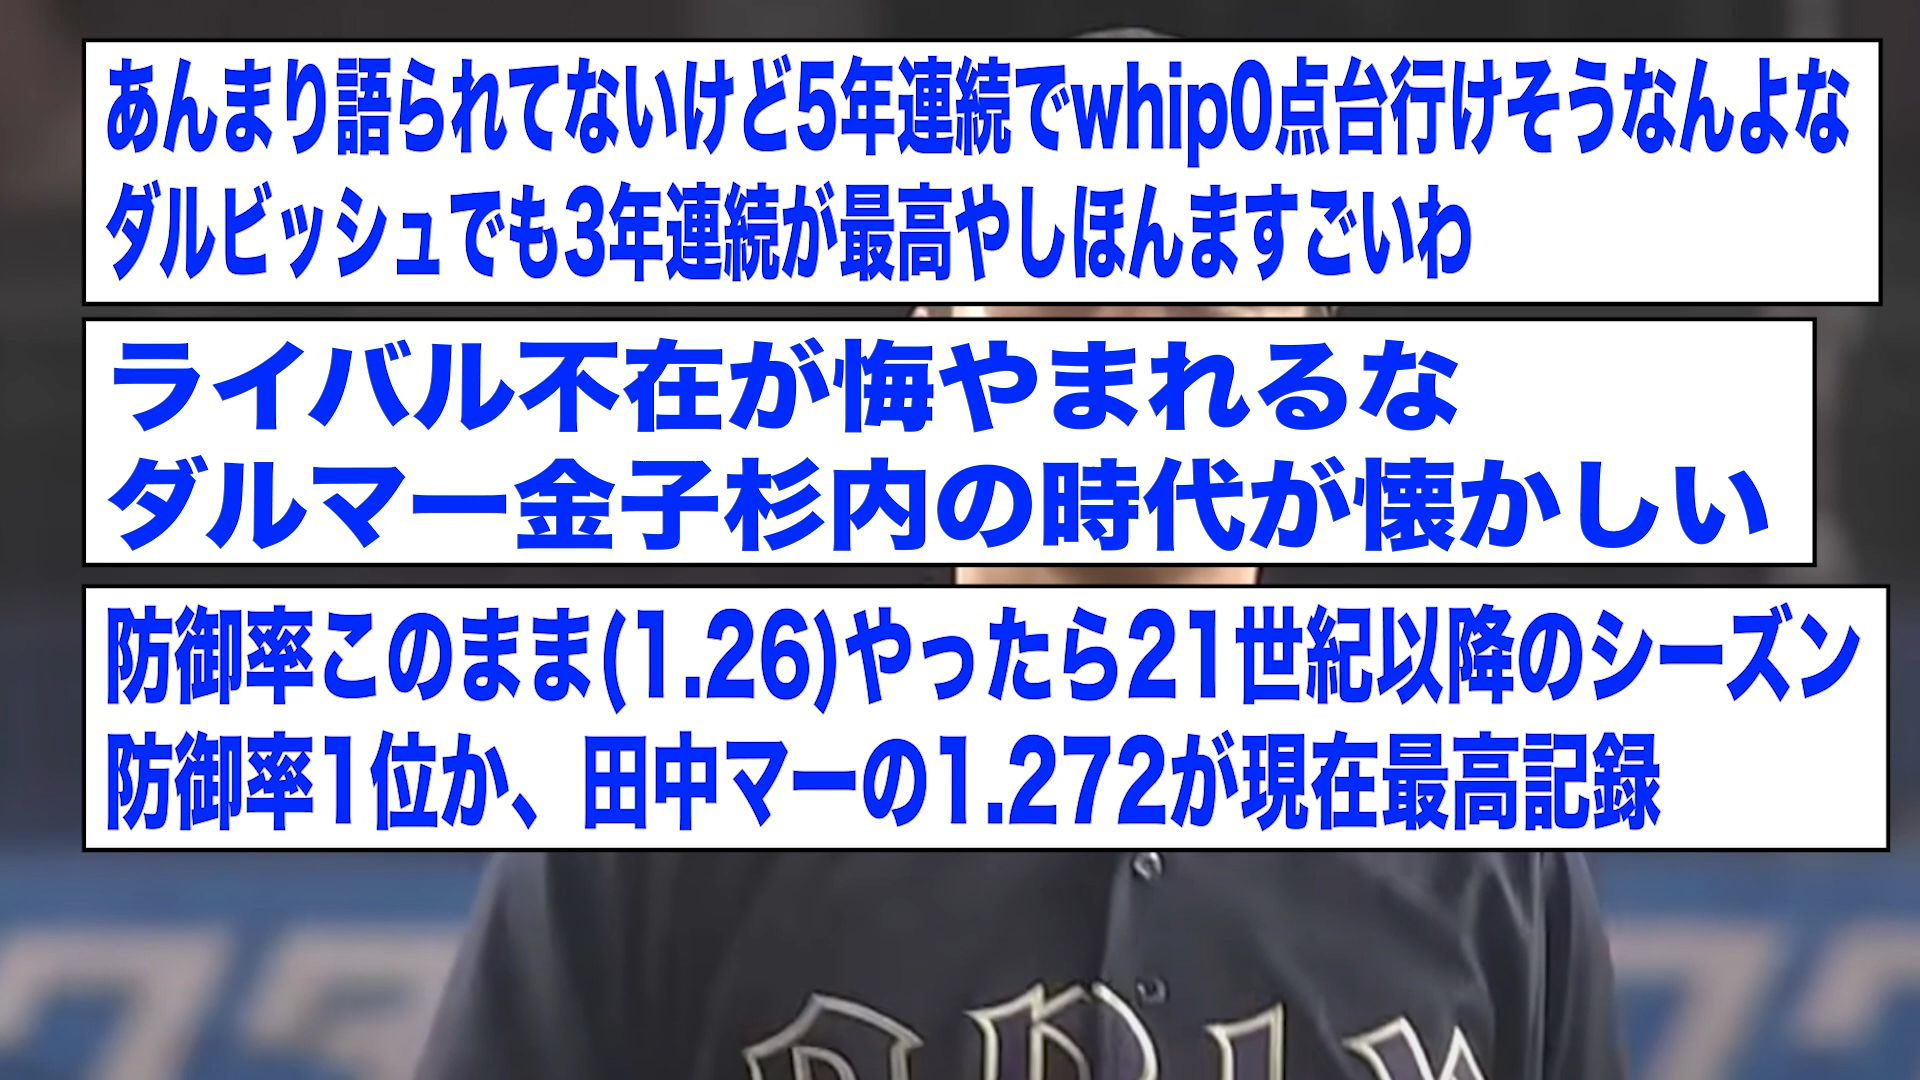 あんまり語られてないけど5年連続でwhip0点台行けそうなんよな
ダルビッシュでも3年連続が最高やしほんますごいわ
ライバル不在が悔やまれるな
ダルマー金子杉内の時代が懐かしい
防御率このまま(1.26)やったら21世紀以降のシーズン
防御率1位か、田中マーの1.272が現在最高記録